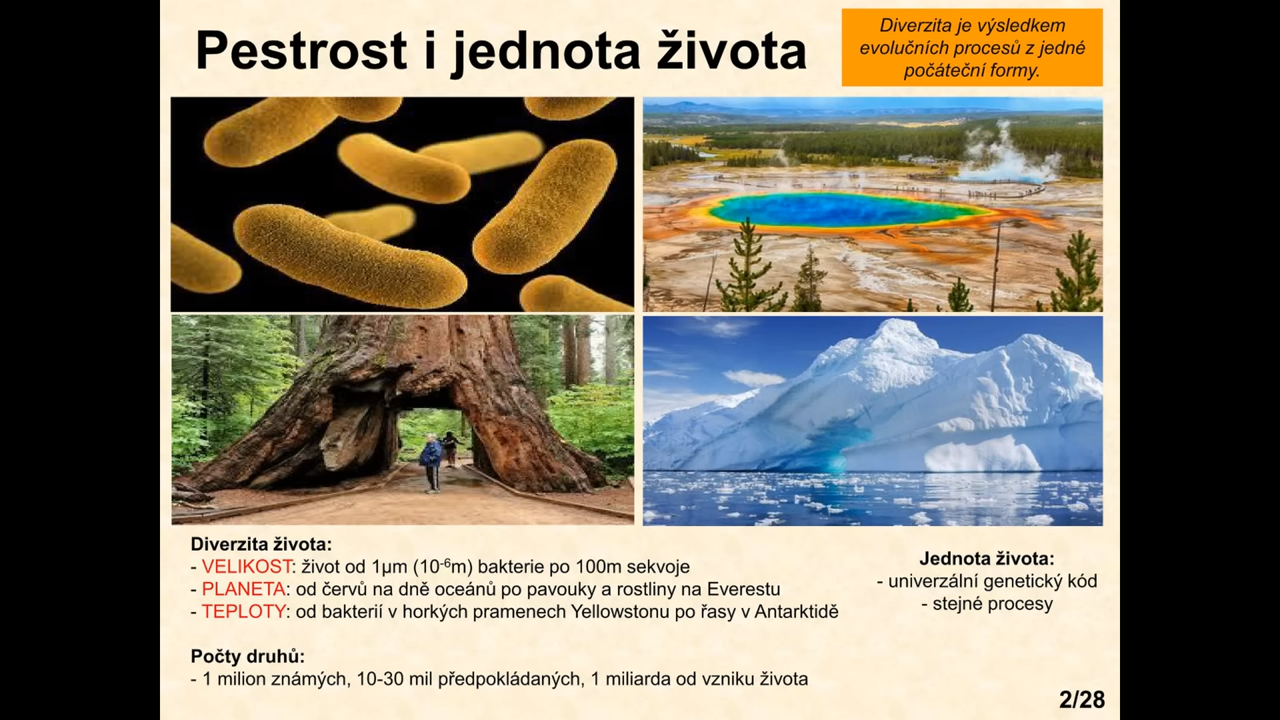 Pestrost i jednota života
Diverzita je výsledkem
evolučních procesů z jedné
počáteční formy.
Diverzita života:
- VELIKOST: život od 1µm (10⁻⁶m) bakterie po 100m sekvoje
- PLANETA: od červů na dně oceánů po pavouky a rostliny na Everestu
- TEPLOTY: od bakterií v horkých pramenech Yellowstonu po řasy v Antarktidě
Počty druhů:
- 1 milion známých, 10-30 mil předpokládaných, 1 miliarda od vzniku života
Jednota života:
- univerzální genetický kód
- stejné procesy
2/28